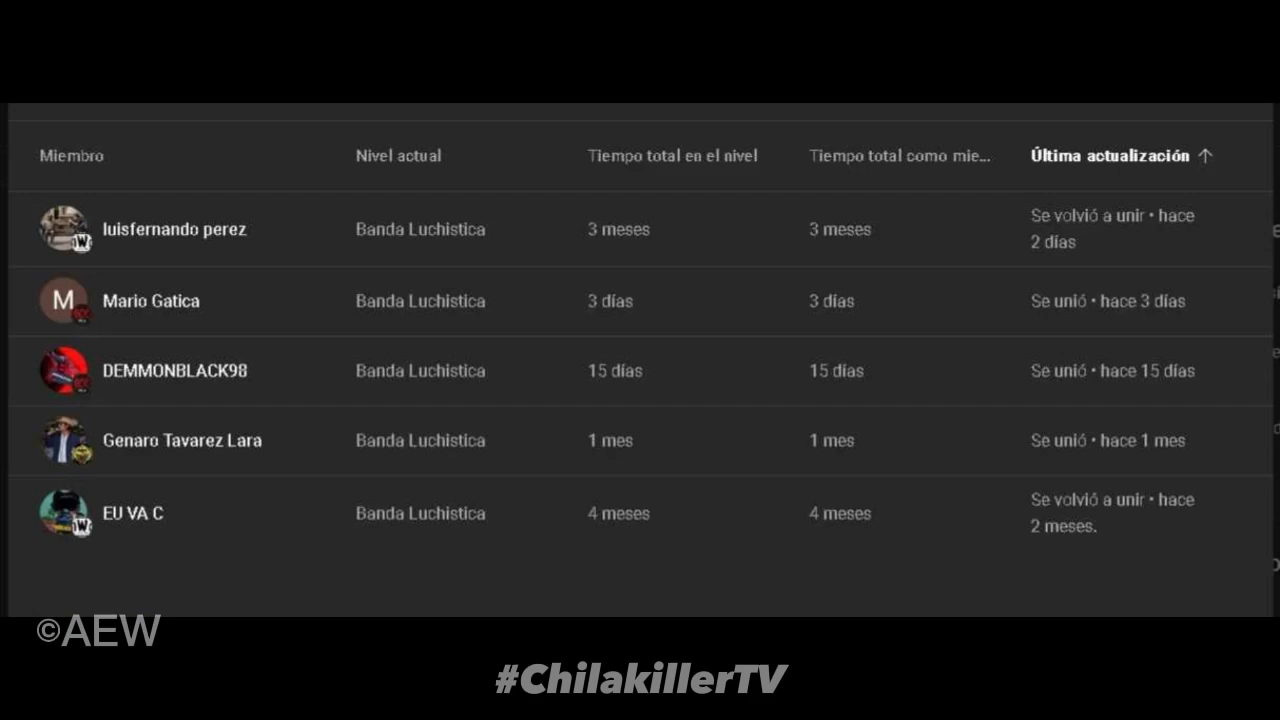 Miembro Nivel actual Tiempo total en el nivel Tiempo total como mie... Última actualización ↑
luisfernando perez Banda Luchistica 3 meses 3 meses Se volvió a unir • hace
2 días
M Mario Gatica Banda Luchistica 3 días 3 días Se unió • hace 3 días
DEMMONBLACK98 Banda Luchistica 15 días 15 días Se unió • hace 15 días
Genaro Tavarez Lara Banda Luchistica 1 mes 1 mes Se unió • hace 1 mes
EU VA C Banda Luchistica 4 meses 4 meses Se volvió a unir • hace
2 meses.
©AEW
#ChilakillerTV